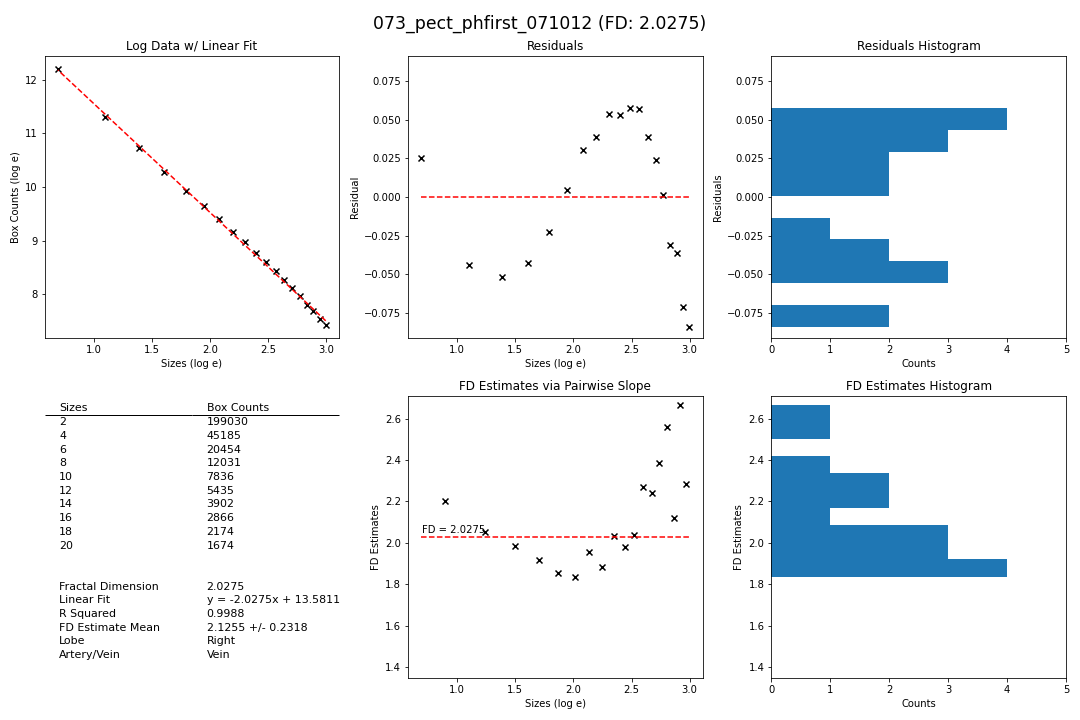 073_pect_phfirst_071012 (FD: 2.0275)
Log Data w/ Linear Fit
Box Counts (log e)
12
11
10
9
8
1.0 1.5 2.0 2.5 3.0
Sizes (log e)
Residuals
Residual
0.075
0.050
0.025
0.000
−0.025
−0.050
−0.075
1.0 1.5 2.0 2.5 3.0
Sizes (log e)
Residuals Histogram
Residuals
0.075
0.050
0.025
0.000
−0.025
−0.050
−0.075
0 1 2 3 4 5
Counts
Sizes Box Counts
2 199030
4 45185
6 20454
8 12031
10 7836
12 5435
14 3902
16 2866
18 2174
20 1674
Fractal Dimension 2.0275
Linear Fit y = -2.0275x + 13.5811
R Squared 0.9988
FD Estimate Mean 2.1255 +/- 0.2318
Lobe Right
Artery/Vein Vein
FD Estimates via Pairwise Slope
FD Estimates
2.6
2.4
2.2
2.0
1.8
1.6
1.4
FD = 2.0275
1.0 1.5 2.0 2.5 3.0
Sizes (log e)
FD Estimates Histogram
FD Estimates
2.6
2.4
2.2
2.0
1.8
1.6
1.4
0 1 2 3 4 5
Counts